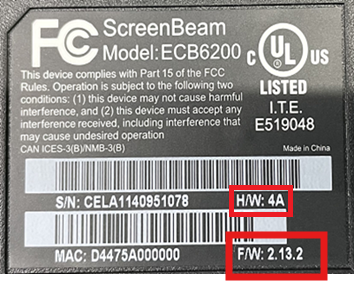 FC
ScreenBeam
Model: ECB6200
C UL US
LISTED
I.T.E.
E519048
This device complies with Part 15 of the FCC
Rules. Operation is subject to the following two
conditions: (1) this device may not cause harmful
interference, and (2) this device must accept any
interference received, including interference that
may cause undesired operation
CAN ICES-3(B)/NMB-3(B)
Made in China
S/N: CELA1140951078
H/W: 4A
MAC: D4475A000000
F/W: 2.13.2